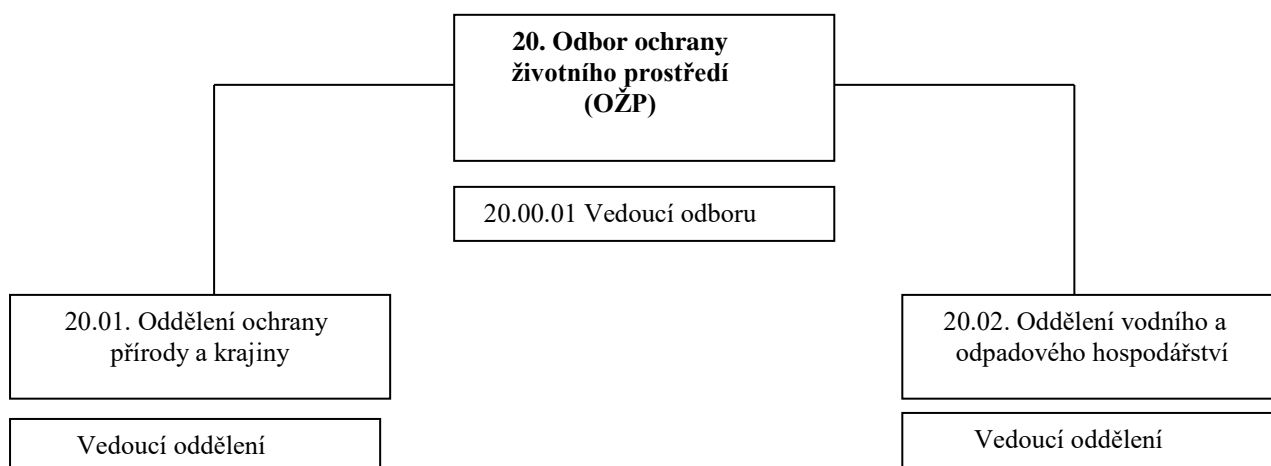 20. Odbor ochrany
životního prostředí
(OŽP)
20.00.01 Vedoucí odboru
20.01. Oddělení ochrany
přírody a krajiny
Vedoucí oddělení
20.02. Oddělení vodního a
odpadového hospodářství
Vedoucí oddělení